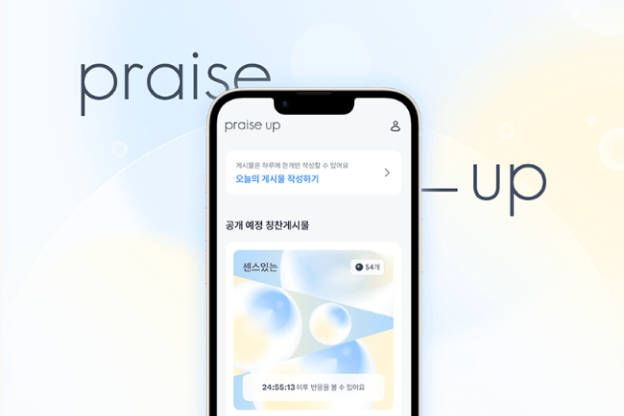 praise
up
praise up
게시물은 하루에 한개만 작성할 수 있어요
오늘의 게시물 작성하기
공개 예정 칭찬게시물
센스있는
54개
24:55:13 이후 반응을 볼 수 있어요